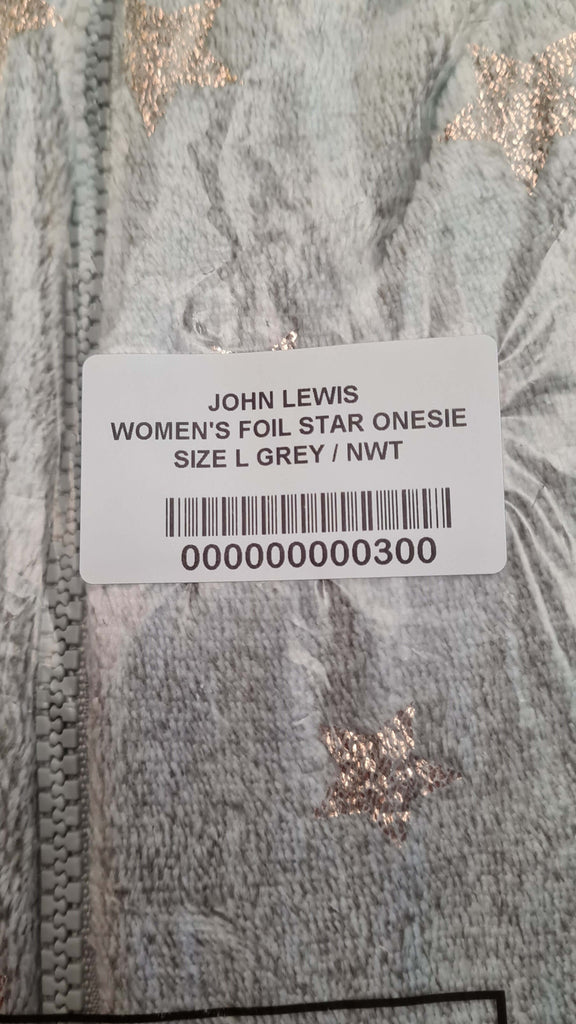 JOHN LEWIS
WOMEN'S FOIL STAR ONESIE
SIZE L GREY / NWT
000000000300